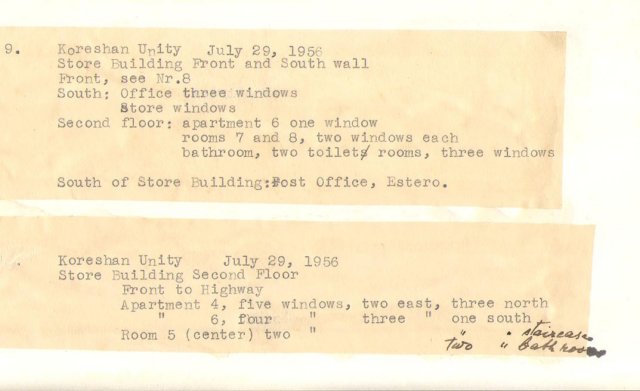 9. Koreshan Unity July 29, 1956
Store Building Front and South wall
Front, see Nr.8
South: Office three windows
Store windows
Second floor: apartment 6 one window
rooms 7 and 8, two windows each
bathroom, two toilet rooms, three windows
South of Store Building:Post Office, Estero.
. Koreshan Unity July 29, 1956
Store Building Second Floor
Front to Highway
Apartment 4, five windows, two east, three north
" 6, four " three " one south
Room 5 (center) two "
" " staircase
two " bathroom